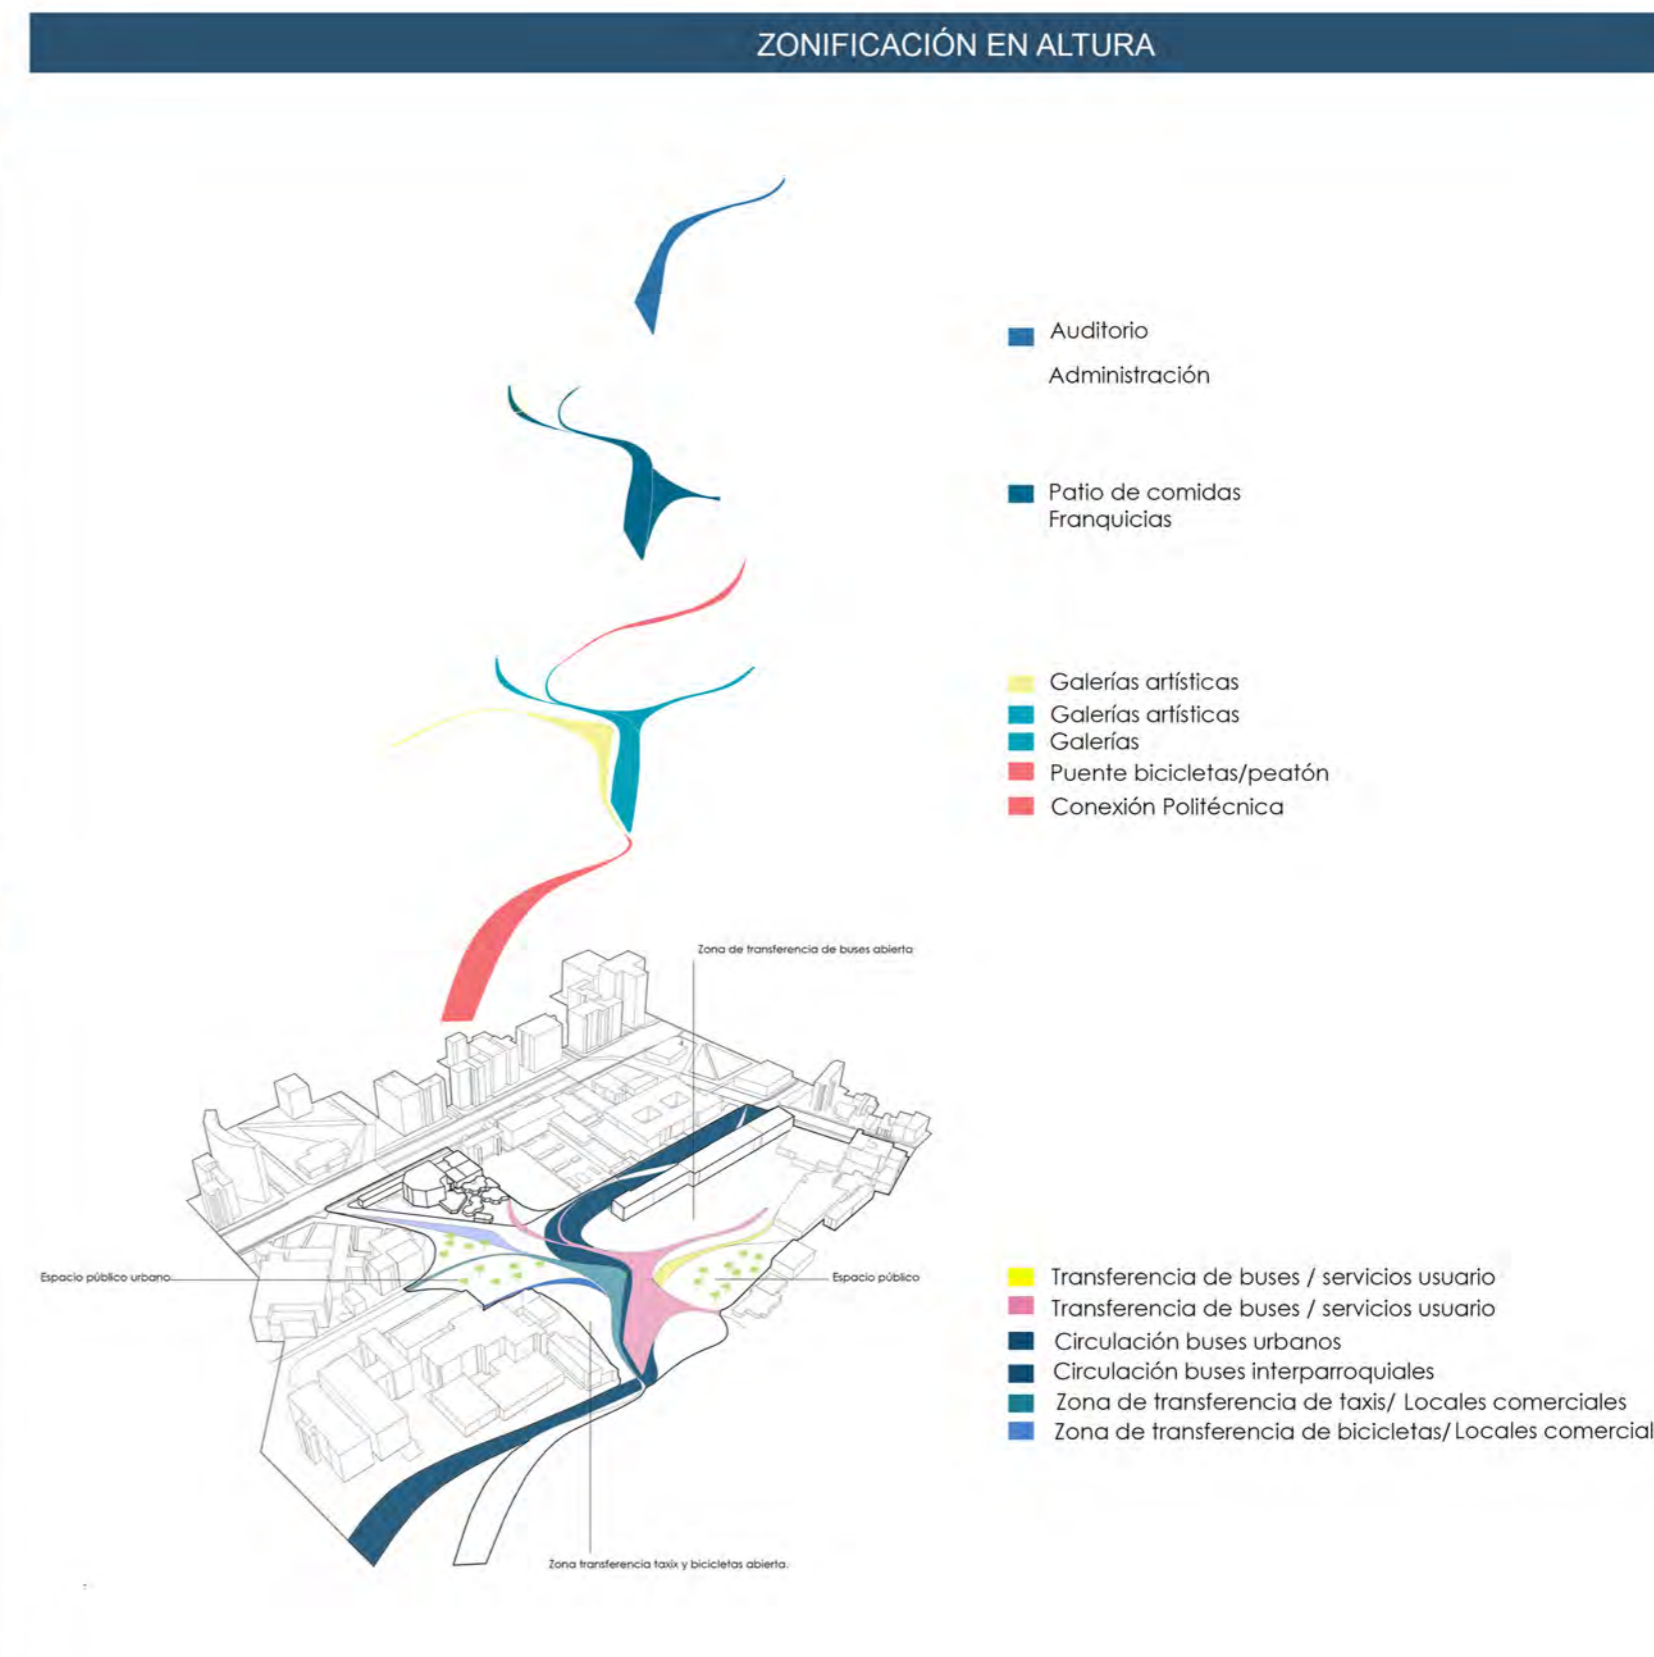 ZONIFICACIÓN EN ALTURA
Auditorio
Administración
Patio de comidas
Franquicias
Galerías artísticas
Galerías artísticas
Galerías
Puente bicicletas/peatón
Conexión Politécnica
Zona de transferencia de buses abierta
Espacio público urbano
Espacio público
Transferencia de buses / servicios usuario
Transferencia de buses / servicios usuario
Circulación buses urbanos
Circulación buses interparroquiales
Zona de transferencia de taxis/ Locales comerciales
Zona de transferencia de bicicletas/ Locales comercial
Zona transferencia taxix y bicicletas abierta.